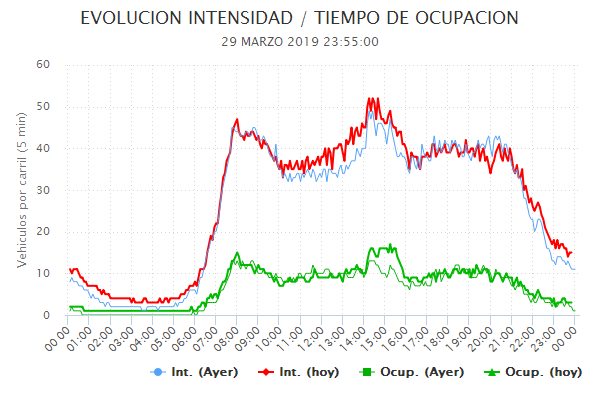 EVOLUCION INTENSIDAD / TIEMPO DE OCUPACION
29 MARZO 2019 23:55:00
Vehiculos por carril (5 min)
60
50
40
30
20
10
0
00:00 01:00 02:00 03:00 04:00 05:00 06:00 07:00 08:00 09:00 10:00 11:00 12:00 13:00 14:00 15:00 16:00 17:00 18:00 19:00 20:00 21:00 22:00 23:00 00:00
Int. (Ayer) Int. (hoy) Ocup. (Ayer) Ocup. (hoy)